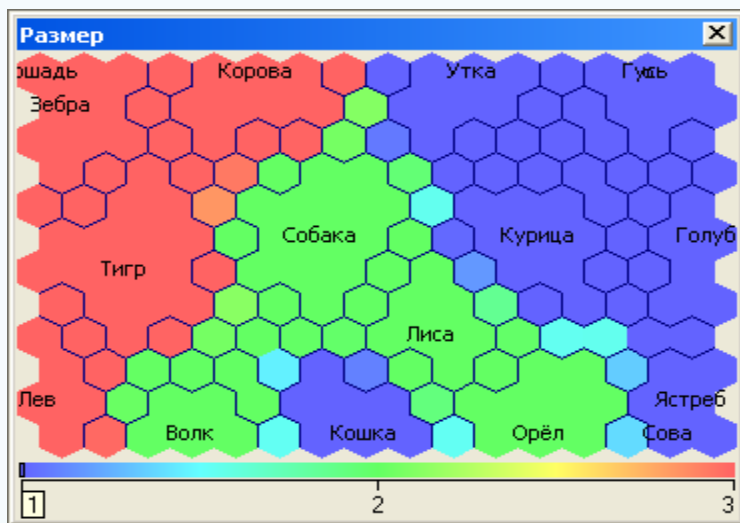 Размер
ошадь Корова Утка Гусь
Зебра
Собака Курица Голуб
Тигр
Лиса
Лев Ястреб
Волк Кошка Орёл Сова
1 2 3